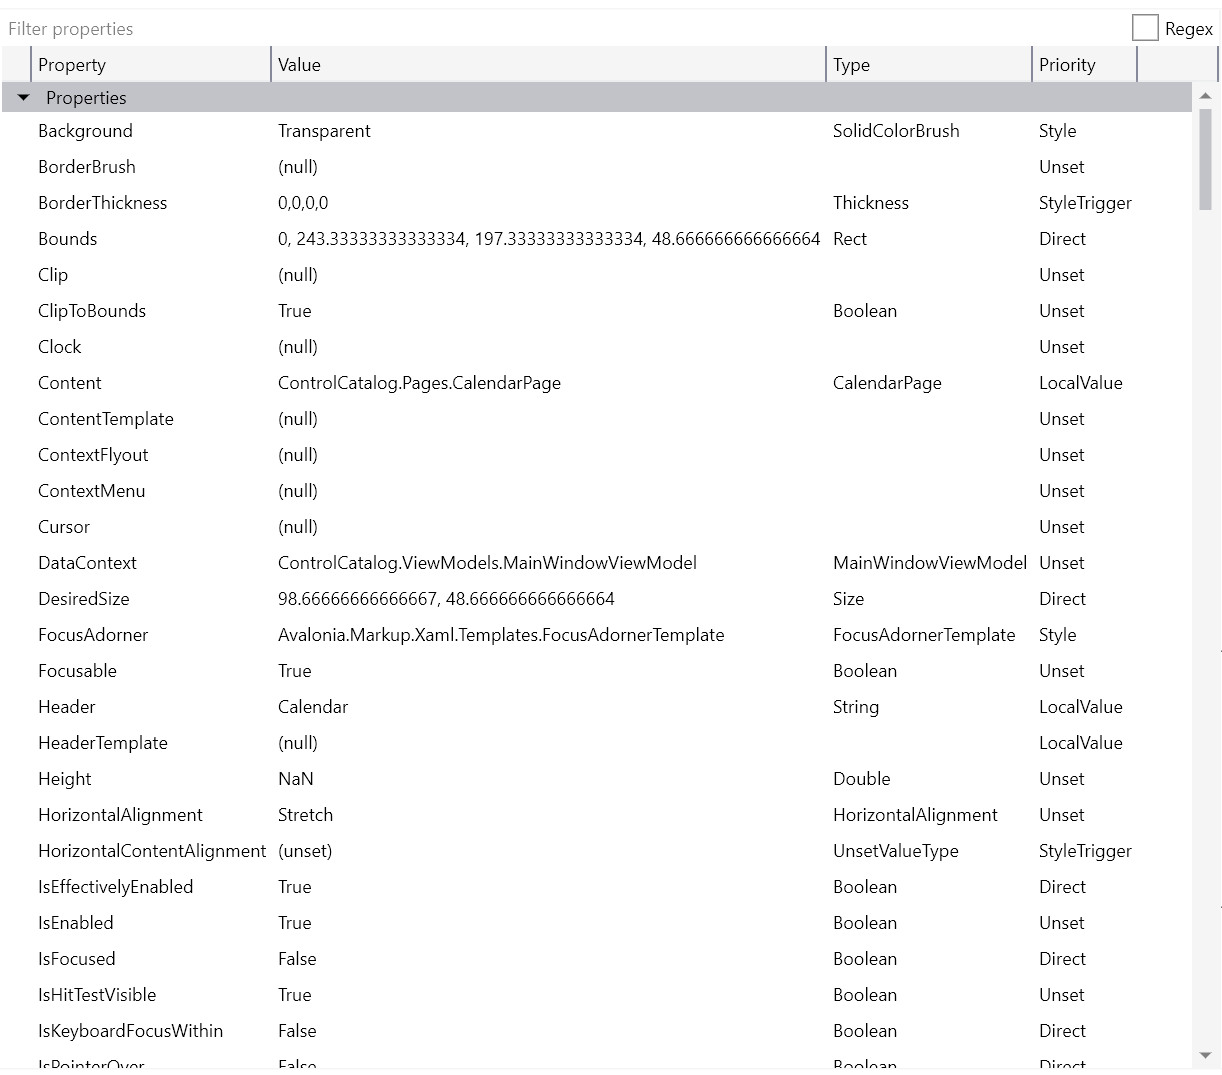 Filter properties Regex
Property Value Type Priority
Properties
Background Transparent SolidColorBrush Style
BorderBrush (null) Unset
BorderThickness 0,0,0,0 Thickness StyleTrigger
Bounds 0, 243.33333333333334, 197.33333333333334, 48.666666666666664 Rect Direct
Clip (null) Unset
ClipToBounds True Boolean Unset
Clock (null) Unset
Content ControlCatalog.Pages.CalendarPage CalendarPage LocalValue
ContentTemplate (null) Unset
ContextFlyout (null) Unset
ContextMenu (null) Unset
Cursor (null) Unset
DataContext ControlCatalog.ViewModels.MainWindowViewModel MainWindowViewModel Unset
DesiredSize 98.66666666666667, 48.666666666666664 Size Direct
FocusAdorner Avalonia.Markup.Xaml.Templates.FocusAdornerTemplate FocusAdornerTemplate Style
Focusable True Boolean Unset
Header Calendar String LocalValue
HeaderTemplate (null) LocalValue
Height NaN Double Unset
HorizontalAlignment Stretch HorizontalAlignment Unset
HorizontalContentAlignment (unset) UnsetValueType StyleTrigger
IsEffectivelyEnabled True Boolean Direct
IsEnabled True Boolean Unset
IsFocused False Boolean Direct
IsHitTestVisible True Boolean Unset
IsKeyboardFocusWithin False Boolean Direct
IsPointerOver False Boolean Direct